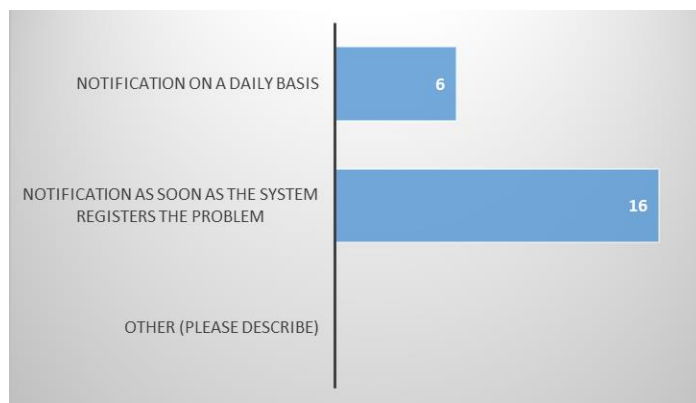 NOTIFICATION ON A DAILY BASIS
6
NOTIFICATION AS SOON AS THE SYSTEM
REGISTERS THE PROBLEM
16
OTHER (PLEASE DESCRIBE)